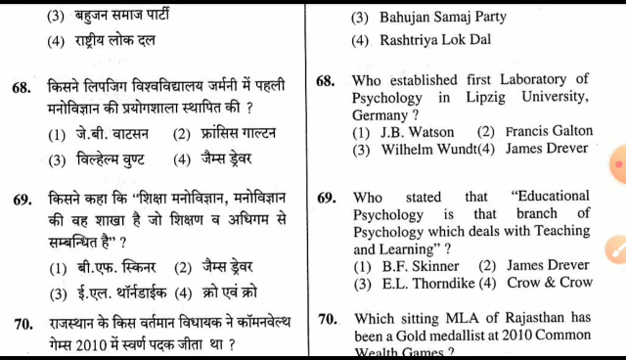 (3) बहुजन समाज पार्टी
(4) राष्ट्रीय लोक दल
68. किसने लिपजिग विश्वविद्यालय जर्मनी में पहली
मनोविज्ञान की प्रयोगशाला स्थापित की ?
(1) जे.बी. वाटसन (2) फ्रांसिस गाल्टन
(3) विल्हेल्म वुण्ट (4) जैम्स ड्रेवर
69. किसने कहा कि “शिक्षा मनोविज्ञान, मनोविज्ञान
की वह शाखा है जो शिक्षण व अधिगम से
सम्बन्धित है” ?
(1) बी.एफ. स्किनर (2) जैम्स ड्रेवर
(3) ई.एल. थॉर्नडाईक (4) क्रो एवं क्रो
70. राजस्थान के किस वर्तमान विधायक ने कॉमनवेल्थ
गेम्स 2010 में स्वर्ण पदक जीता था ?
(3) Bahujan Samaj Party
(4) Rashtriya Lok Dal
68. Who established first Laboratory of
Psychology in Lipzig University,
Germany ?
(1) J.B. Watson (2) Francis Galton
(3) Wilhelm Wundt(4) James Drever
69. Who stated that “Educational
Psychology is that branch of
Psychology which deals with Teaching
and Learning” ?
(1) B.F. Skinner (2) James Drever
(3) E.L. Thorndike (4) Crow & Crow
70. Which sitting MLA of Rajasthan has
been a Gold medallist at 2010 Common
Wealth Games ?